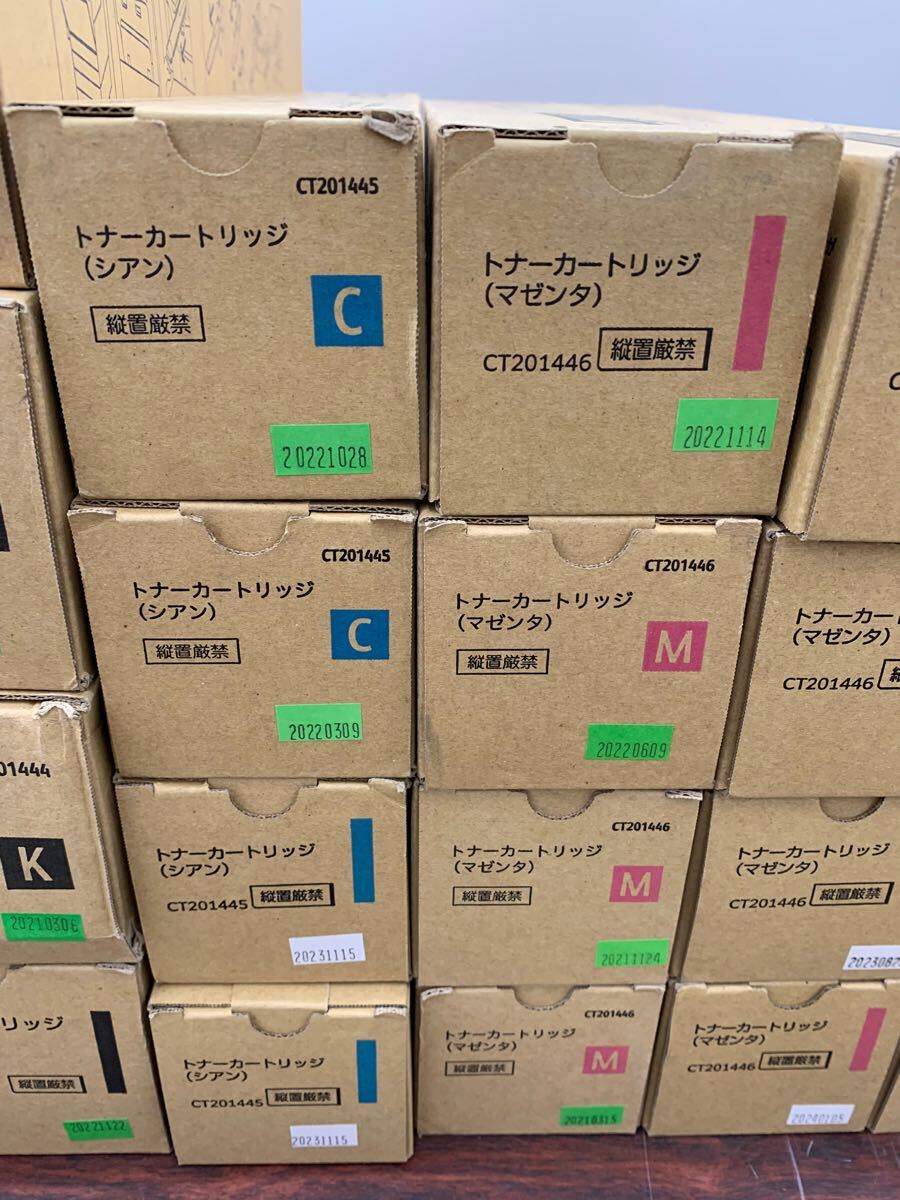 CT201445
トナーカートリッジ
(シアン)
縦置厳禁
C
20221028
トナーカートリッジ
(マゼンタ)
CT201446 縦置厳禁
20221114
CT201445
トナーカートリッジ
(シアン)
縦置厳禁
C
20220309
CT201446
トナーカートリッジ
(マゼンタ)
縦置厳禁
M
20220609
トナーカー
(マゼンタ)
CT201446
01444
K
20210306
トナーカートリッジ
(シアン)
CT201445 縦置厳禁
20231115
CT201446
トナーカートリッジ
(マゼンタ)
縦置厳禁
M
20211124
トナーカートリッジ
(マゼンタ)
CT201446 縦置厳禁
202308
リッジ
縦置厳禁
20221122
トナーカートリッジ
(シアン)
CT201445 縦置厳禁
20231115
CT201446
トナーカートリッジ
(マゼンタ)
縦置厳禁
M
20210315
トナーカートリッジ
(マゼンタ)
CT201446 縦置厳禁
20240105